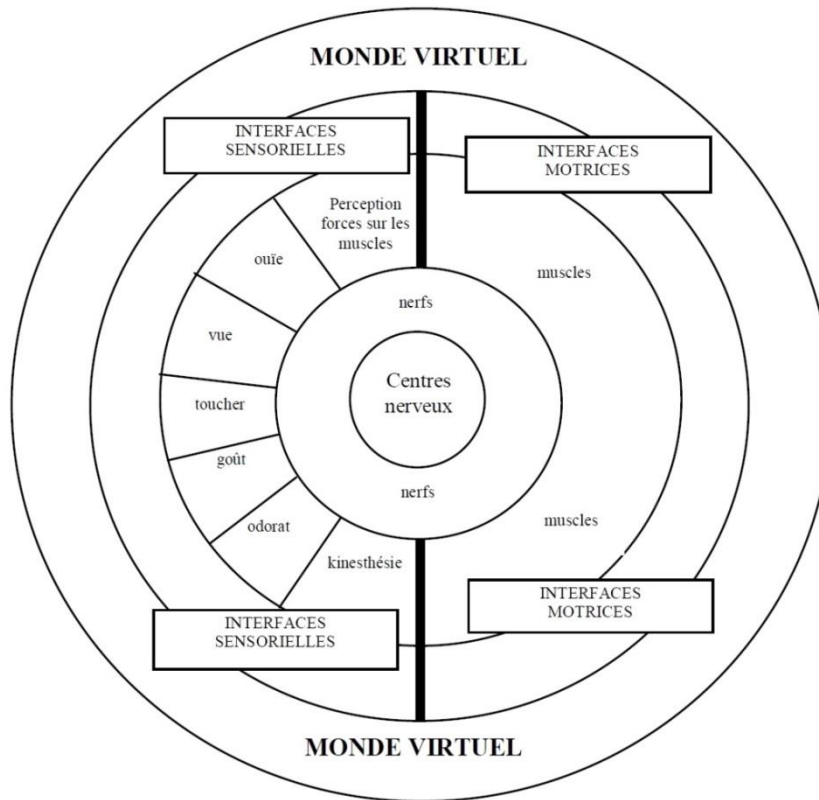 MONDE VIRTUEL
INTERFACES
SENSORIELLES
INTERFACES
MOTRICES
Perception
forces sur les
muscles
ouïe
muscles
nerfs
vue
Centres
nerveux
toucher
goût
nerfs
odorat
muscles
kinesthésie
INTERFACES
MOTRICES
INTERFACES
SENSORIELLES
MONDE VIRTUEL